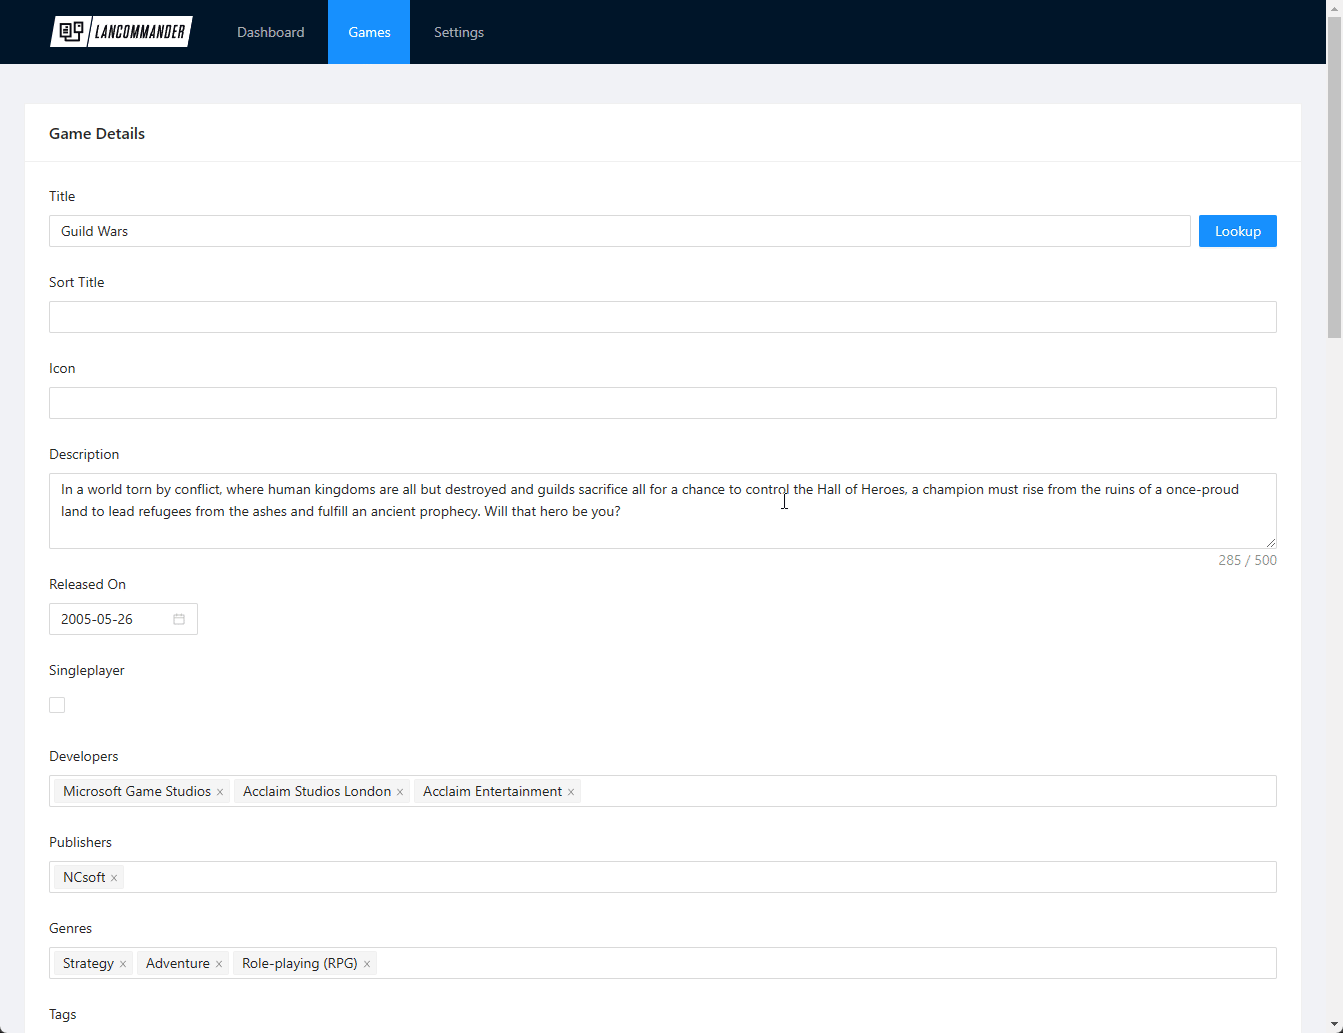 LANCOMMANDER Dashboard Games Settings
Game Details
Title
Guild Wars Lookup
Sort Title
Icon
Description
In a world torn by conflict, where human kingdoms are all but destroyed and guilds sacrifice all for a chance to control the Hall of Heroes, a champion must rise from the ruins of a once-proud
land to lead refugees from the ashes and fulfill an ancient prophecy. Will that hero be you?
285 / 500
Released On
2005-05-26
Singleplayer
Developers
Microsoft Game Studios × Acclaim Studios London × Acclaim Entertainment ×
Publishers
NCsoft ×
Genres
Strategy × Adventure × Role-playing (RPG) ×
Tags